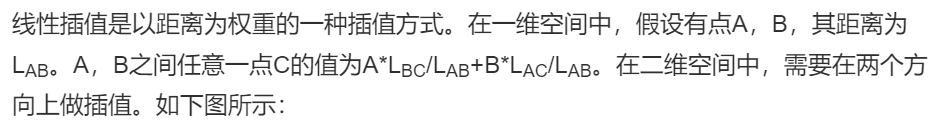 线性插值是以距离为权重的一种插值方式。在一维空间中，假设有点A，B，其距离为
LAB。A，B之间任意一点C的值为A*LBC/LAB+B*LAC/LAB。在二维空间中，需要在两个方
向上做插值。如下图所示：